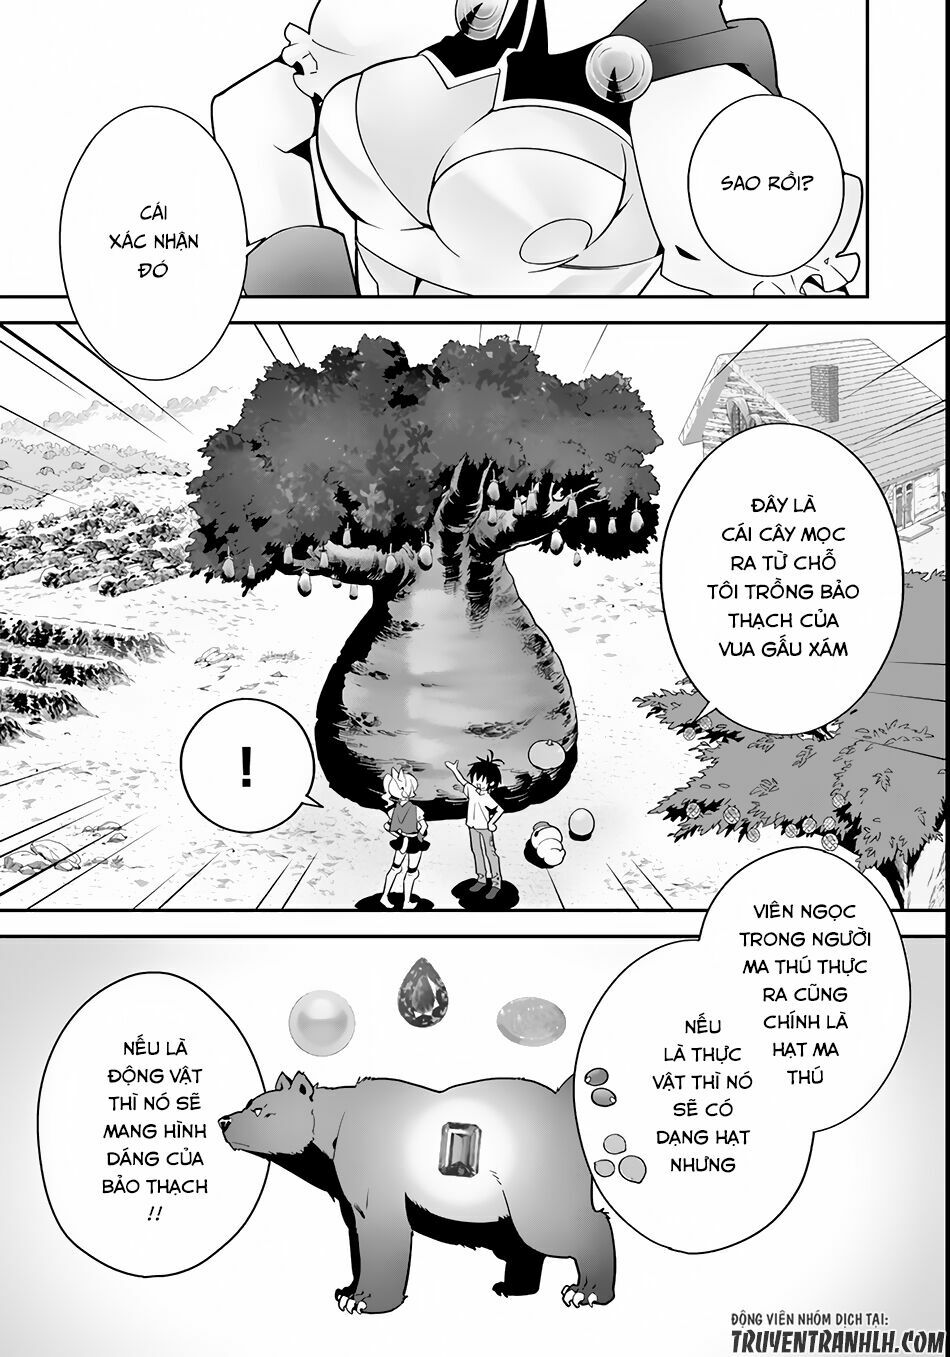 SAO RỒI?
CÁI
XÁC NHẬN
ĐÓ
ĐÂY LÀ
CÁI CÂY MỌC
RA TỪ CHỖ
TÔI TRỒNG BẢO
THẠCH CỦA
VUA GẤU XÁM
!
VIÊN NGỌC
TRONG NGƯỜI
MA THÚ THỰC
RA CŨNG
CHÍNH LÀ
HẠT MA
THÚ
NẾU
LÀ THỰC
VẬT THÌ NÓ
SẼ CÓ
DẠNG HẠT
NHƯNG
NẾU LÀ
ĐỘNG VẬT
THÌ NÓ SẼ
MANG HÌNH
DÁNG CỦA
BẢO THẠCH
!!
ĐỘNG VIÊN NHÓM DỊCH TẠI:
TRUYENTRANHLH.COM